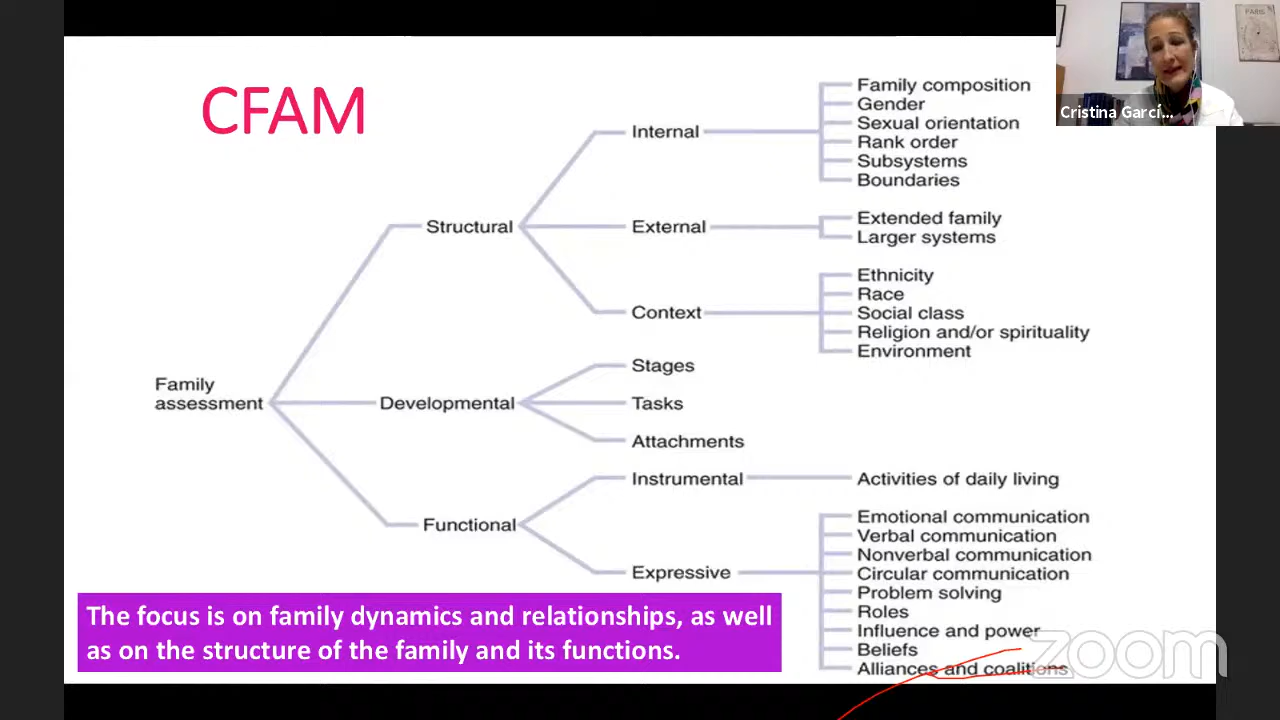 CFAM
Family
assessment
Structural
Internal
Family composition
Gender
Sexual orientation
Rank order
Subsystems
Boundaries
External
Extended family
Larger systems
Context
Ethnicity
Race
Social class
Religion and/or spirituality
Environment
Developmental
Stages
Tasks
Attachments
Functional
Instrumental
Activities of daily living
Expressive
Emotional communication
Verbal communication
Nonverbal communication
Circular communication
Problem solving
Roles
Influence and power
Beliefs
Alliances and coalitions
The focus is on family dynamics and relationships, as well
as on the structure of the family and its functions.
PARIS
Cristina Garcí...
zoom